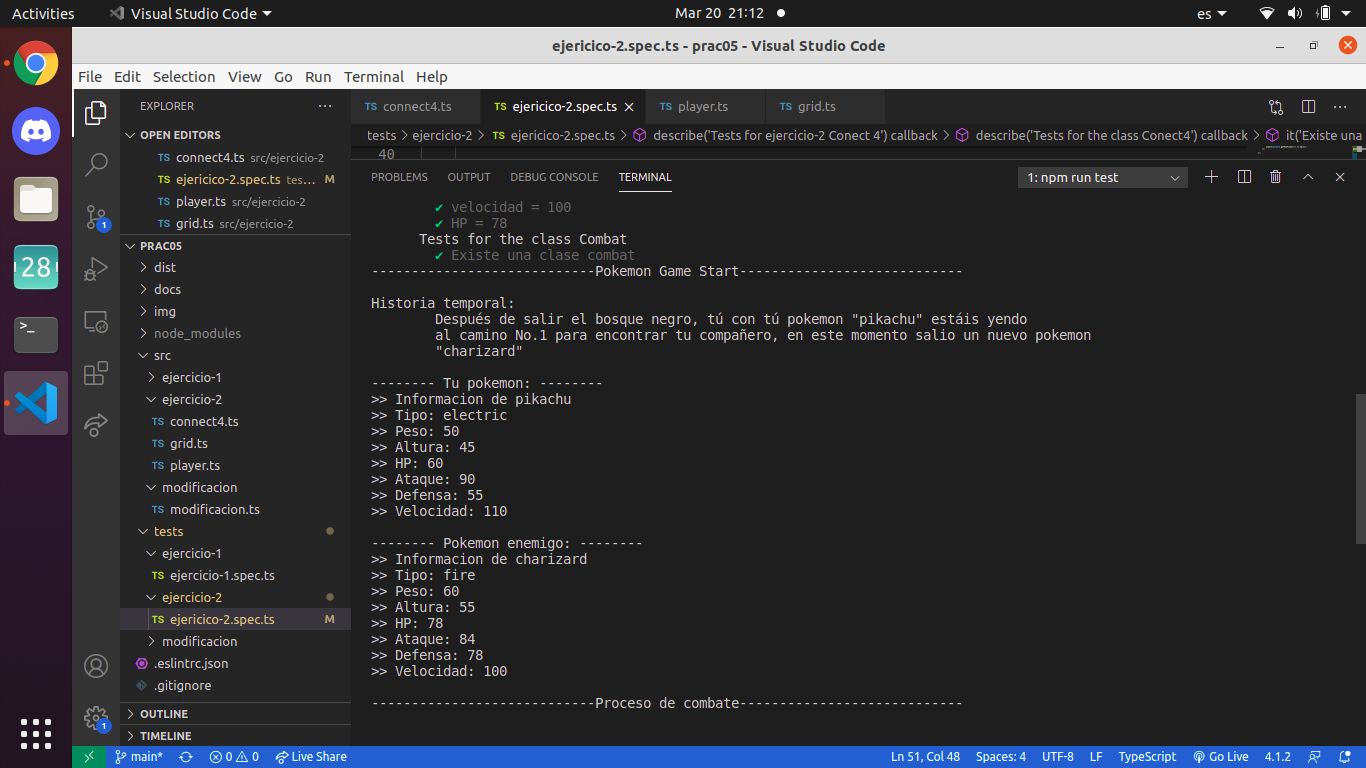 Activities
Visual Studio Code
Mar 20 21:12
es
ejericico-2.spec.ts - prac05 - Visual Studio Code
File Edit Selection View Go Run Terminal Help
EXPLORER
TS connect4.ts
TS ejericico-2.spec.ts
TS player.ts
TS grid.ts
tests > ejercicio-2 > TS ejericico-2.spec.ts > describe('Tests for ejercicio-2 Conect 4') callback > describe('Tests for the class Conect4') callback > it('Existe una
40
OPEN EDITORS
TS connect4.ts src/ejercicio-2
TS ejericico-2.spec.ts tes... M
TS player.ts src/ejercicio-2
TS grid.ts src/ejercicio-2
PRAC05
dist
docs
img
node_modules
src
ejercicio-1
ejercicio-2
TS connect4.ts
TS grid.ts
TS player.ts
modificacion
TS modificacion.ts
tests
ejercicio-1
TS ejercicio-1.spec.ts
ejercicio-2
TS ejericico-2.spec.ts M
modificacion
.eslintrc.json
.gitignore
OUTLINE
TIMELINE
28
>_
1
1
PROBLEMS OUTPUT DEBUG CONSOLE TERMINAL
1: npm run test
✔ velocidad = 100
✔ HP = 78
Tests for the class Combat
✔ Existe una clase combat
----------------------------Pokemon Game Start----------------------------
Historia temporal:
Después de salir el bosque negro, tú con tú pokemon "pikachu" estáis yendo
al camino No.1 para encontrar tu compañero, en este momento salio un nuevo pokemon
"charizard"
-------- Tu pokemon: --------
>> Informacion de pikachu
>> Tipo: electric
>> Peso: 50
>> Altura: 45
>> HP: 60
>> Ataque: 90
>> Defensa: 55
>> Velocidad: 110
-------- Pokemon enemigo: --------
>> Informacion de charizard
>> Tipo: fire
>> Peso: 60
>> Altura: 55
>> HP: 78
>> Ataque: 84
>> Defensa: 78
>> Velocidad: 100
----------------------------Proceso de combate----------------------------
main* 0 0 Live Share
Ln 51, Col 48 Spaces: 4 UTF-8 LF TypeScript Go Live 4.1.2